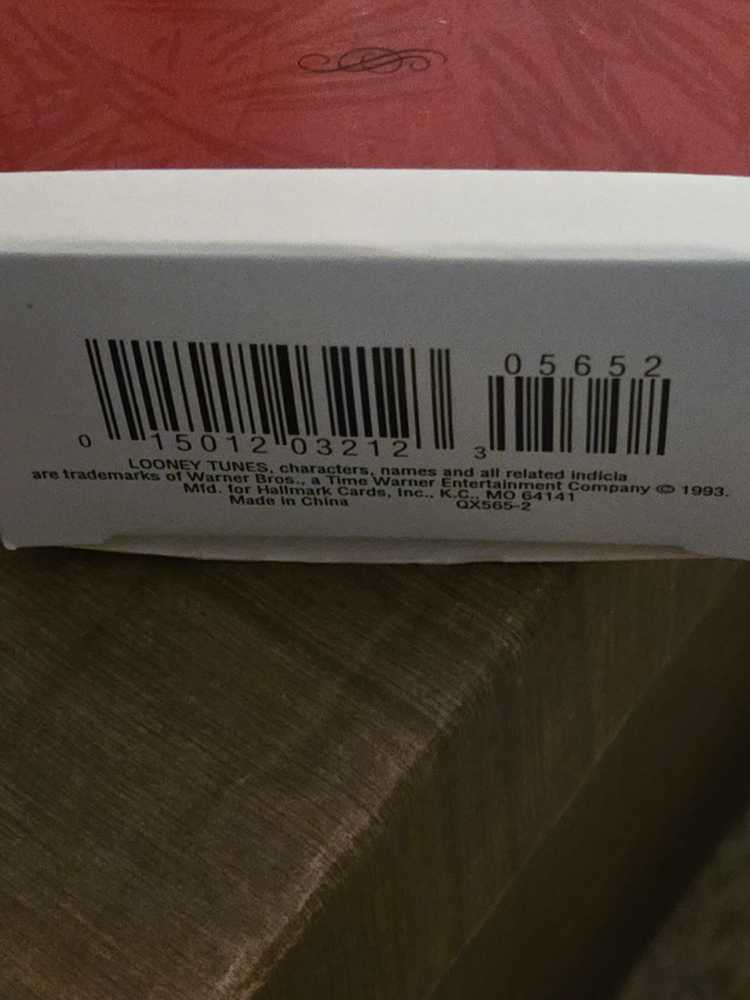 05652
0 15012 03212 3
LOONEY TUNES, characters, names and all related indicia
are trademarks of Warner Bros., a Time Warner Entertainment Company © 1993.
Mfd. for Hallmark Cards, Inc., K.C., MO 64141
Made in China QX565-2